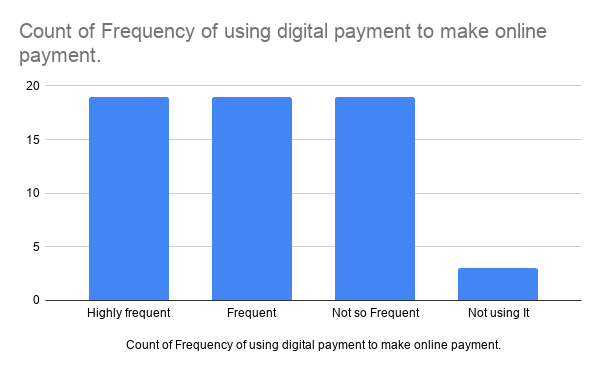 Count of Frequency of using digital payment to make online
payment.
20
15
10
5
0
Highly frequent
Frequent
Not so Frequent
Not using It
Count of Frequency of using digital payment to make online payment.